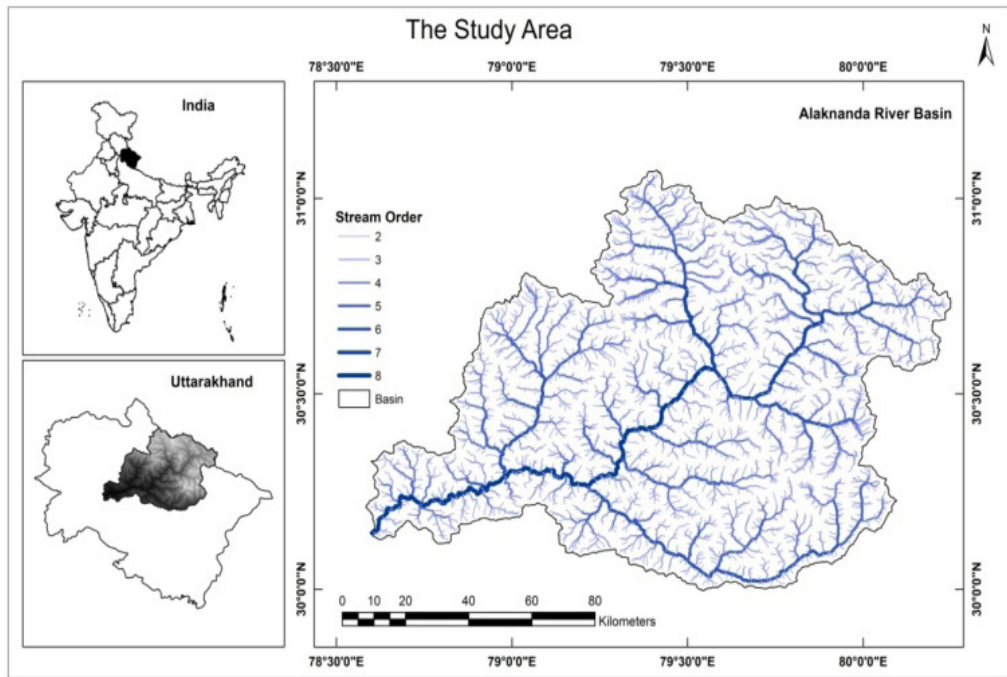 The Study Area
N
India
Uttarakhand
78°30'0"E 79°0'0"E 79°30'0"E 80°0'0"E
Alaknanda River Basin
31°0'0"N
30°30'0"N
30°0'0"N
Stream Order
2
3
4
5
6
7
8
Basin
31°0'0"N
30°30'0"N
30°0'0"N
0 10 20 40 60 80
Kilometers
78°30'0"E 79°0'0"E 79°30'0"E 80°0'0"E